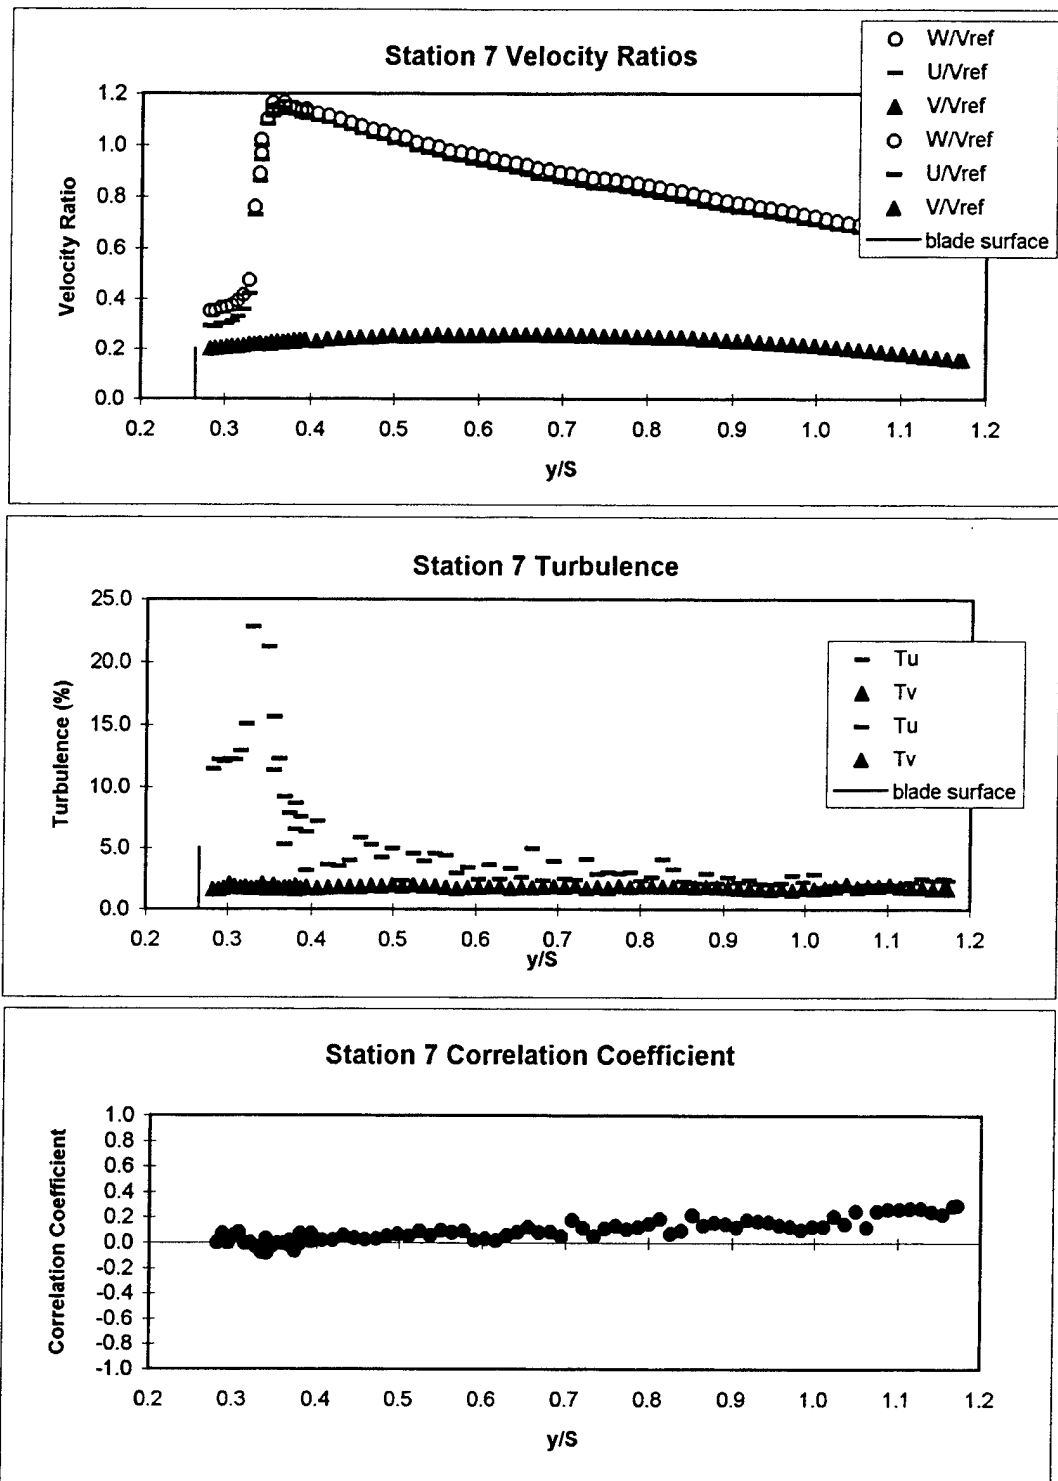 Station 7 Velocity Ratios
W/Vref
U/Vref
V/Vref
W/Vref
U/Vref
V/Vref
blade surface
Velocity Ratio
1.2
1.0
0.8
0.6
0.4
0.2
0.0
0.2 0.3 0.4 0.5 0.6 0.7 0.8 0.9 1.0 1.1 1.2
y/S
Station 7 Turbulence
Tu
Tv
Tu
Tv
blade surface
Turbulence (%)
25.0
20.0
15.0
10.0
5.0
0.0
0.2 0.3 0.4 0.5 0.6 0.7 0.8 0.9 1.0 1.1 1.2
y/S
Station 7 Correlation Coefficient
Correlation Coefficient
1.0
0.8
0.6
0.4
0.2
0.0
-0.2
-0.4
-0.6
-0.8
-1.0
0.2 0.3 0.4 0.5 0.6 0.7 0.8 0.9 1.0 1.1 1.2
y/S